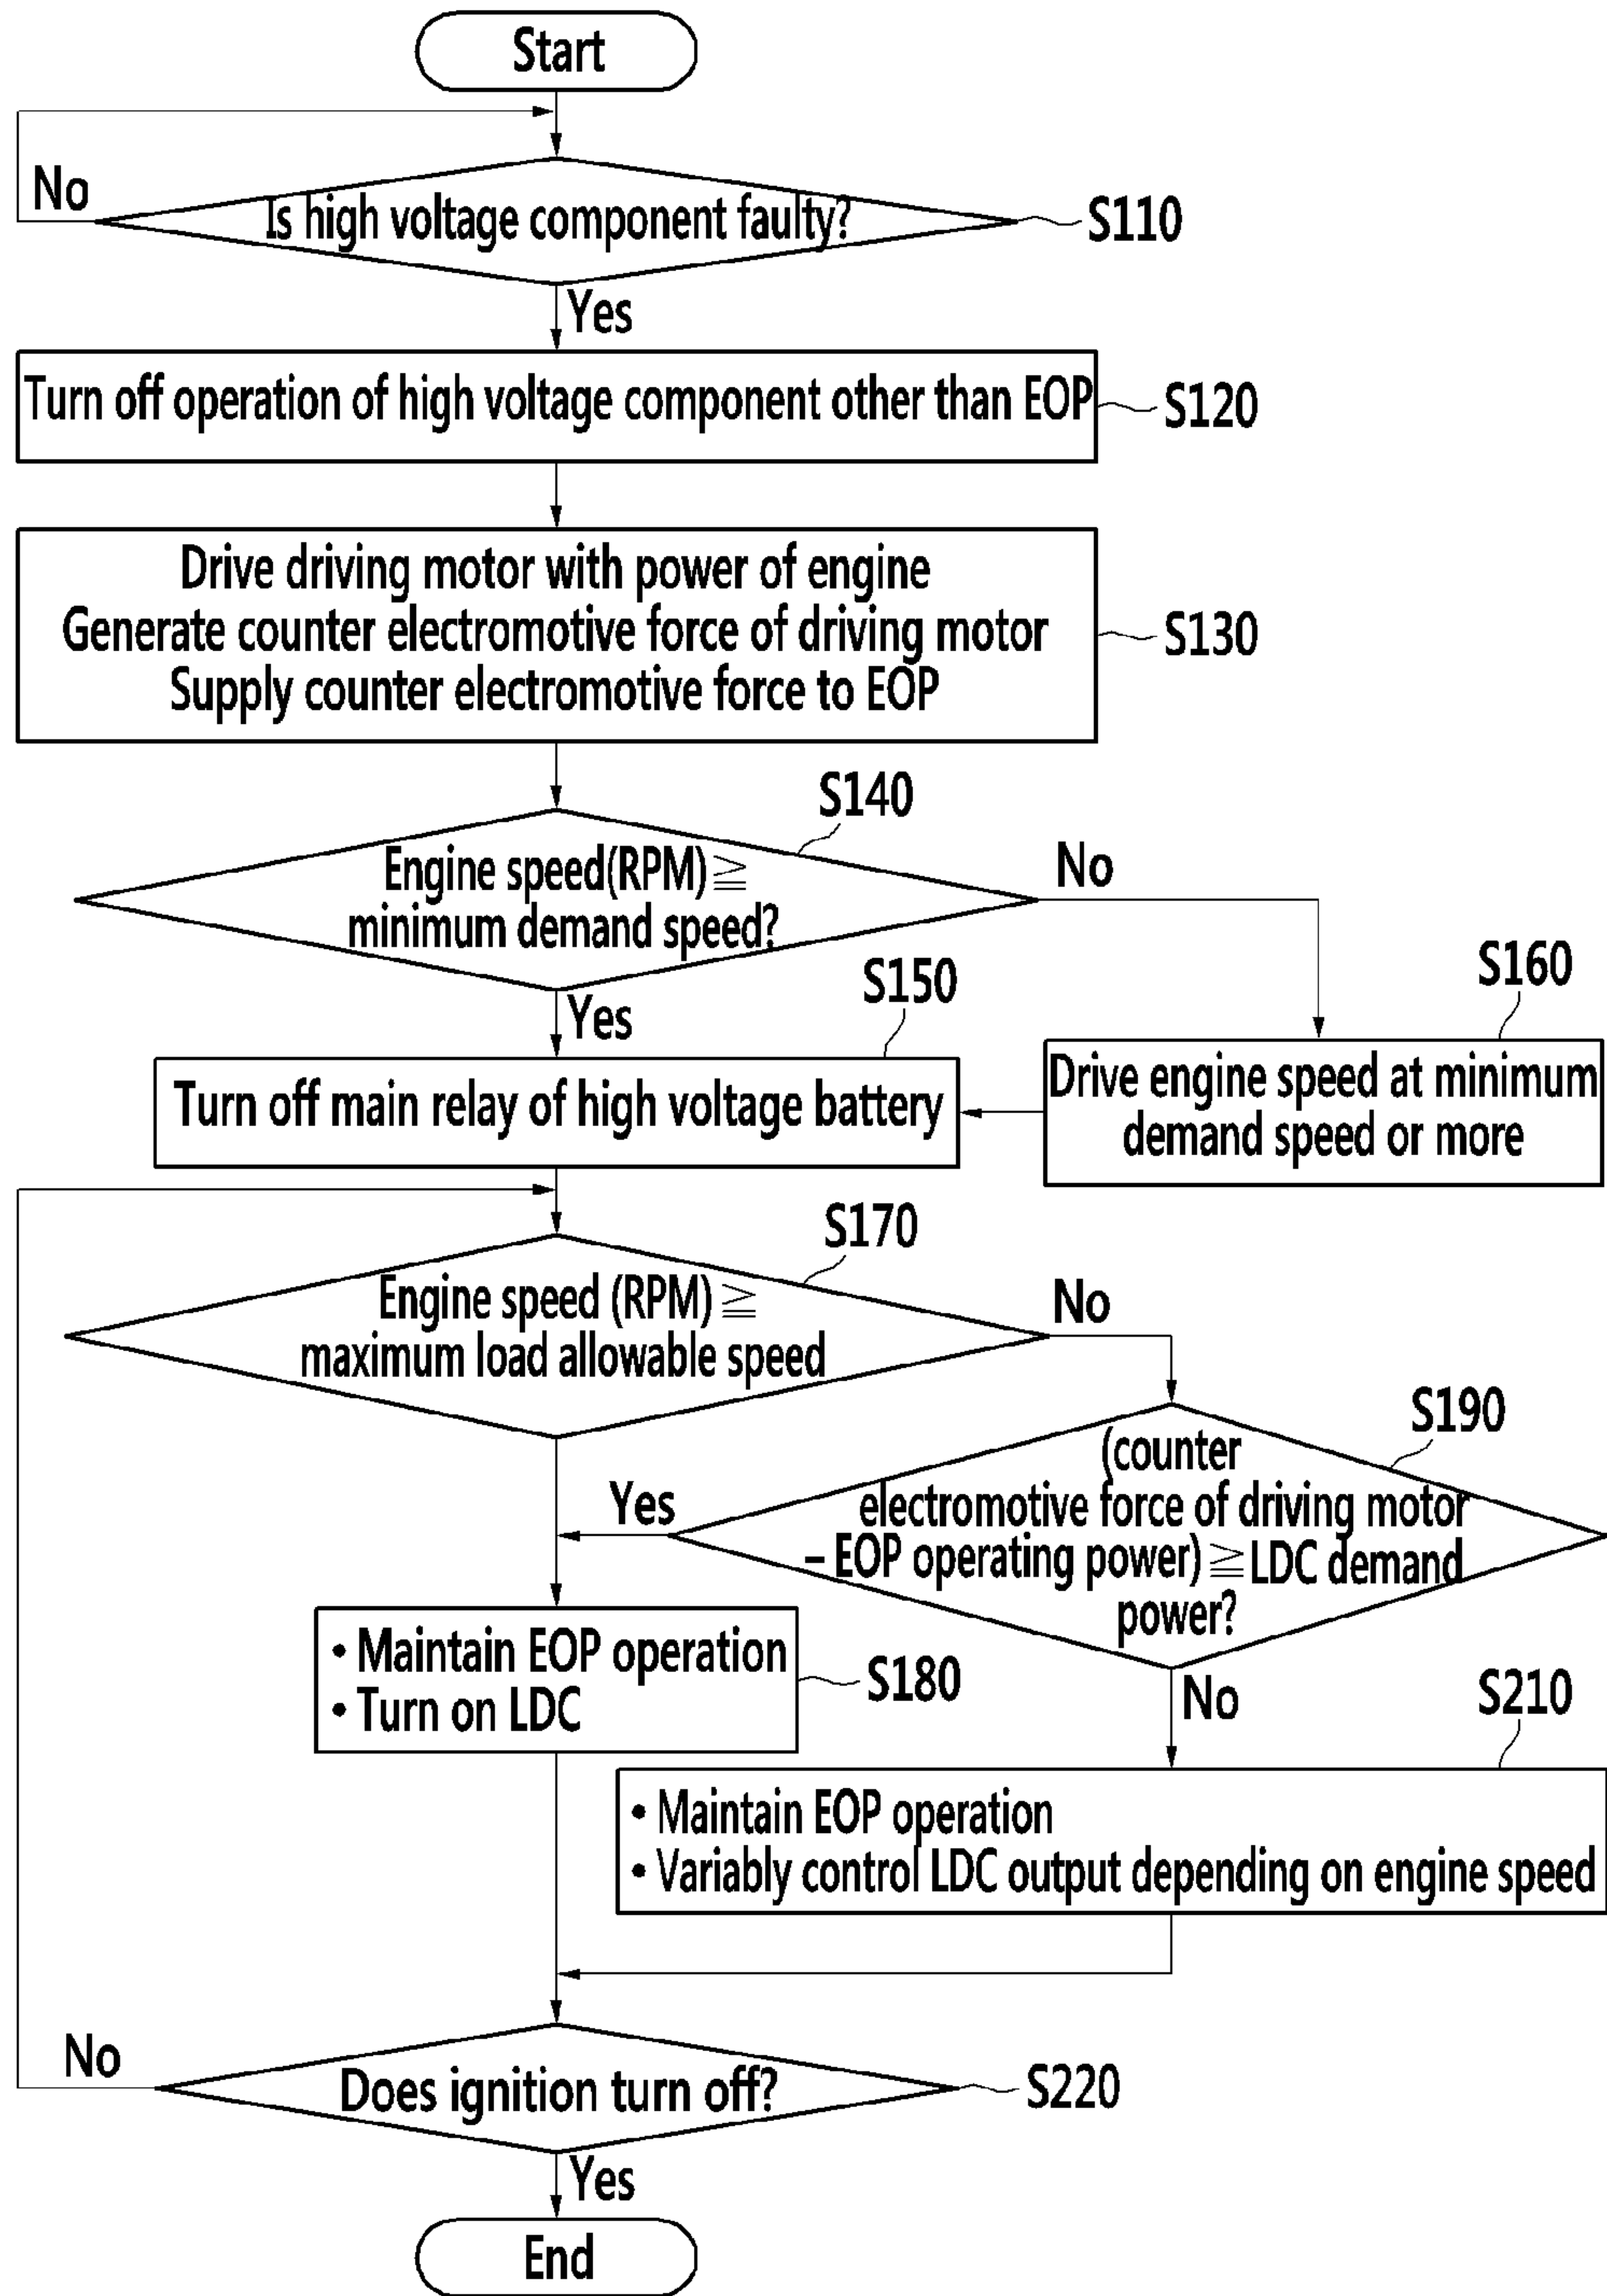 Start
No
Is high voltage component faulty?
S110
Yes
Turn off operation of high voltage component other than EOP
S120
Drive driving motor with power of engine
Generate counter electromotive force of driving motor
Supply counter electromotive force to EOP
S130
S140
Engine speed(RPM) ≧
minimum demand speed?
No
Yes
S150
S160
Turn off main relay of high voltage battery
Drive engine speed at minimum
demand speed or more
S170
Engine speed (RPM) ≧
maximum load allowable speed
No
S190
(counter
electromotive force of driving motor
– EOP operating power) ≧ LDC demand
power?
Yes
• Maintain EOP operation
• Turn on LDC
S180
No
S210
• Maintain EOP operation
• Variably control LDC output depending on engine speed
No
Does ignition turn off?
S220
Yes
End